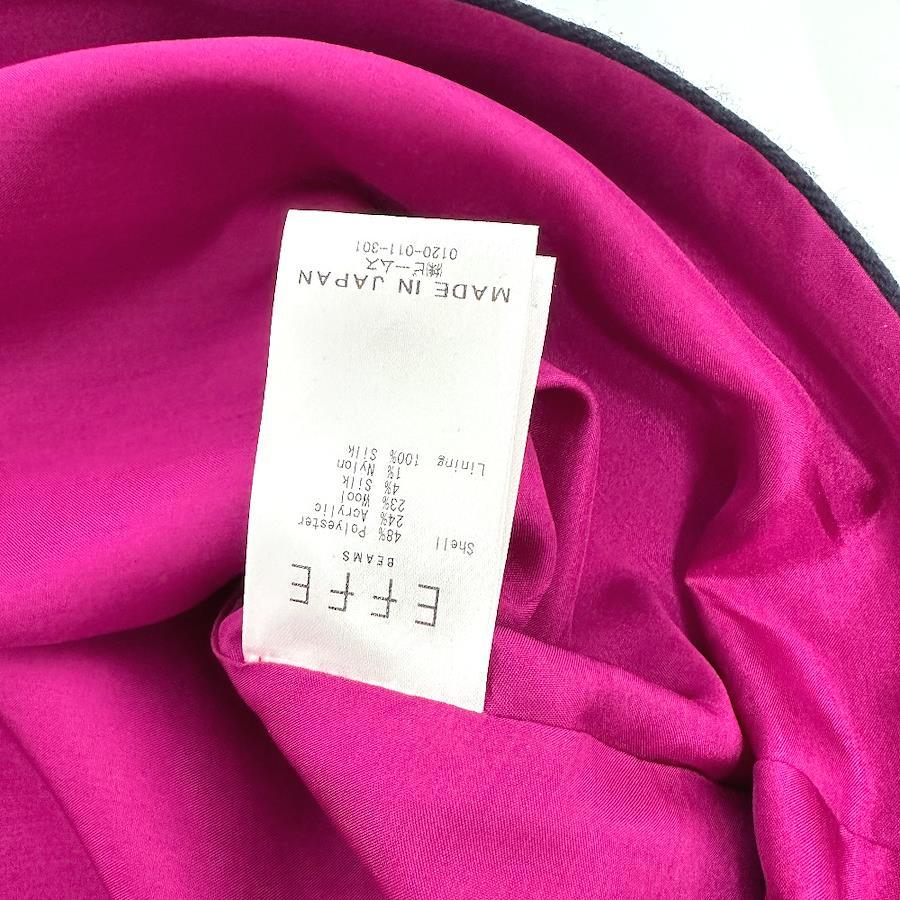 EFFE
BEAMS
Shell 48% Polyester
24% Acrylic
23% Wool
4% Silk
1% Nylon
Lining 100% Silk
MADE IN JAPAN
㈱ビームス
0120-011-301